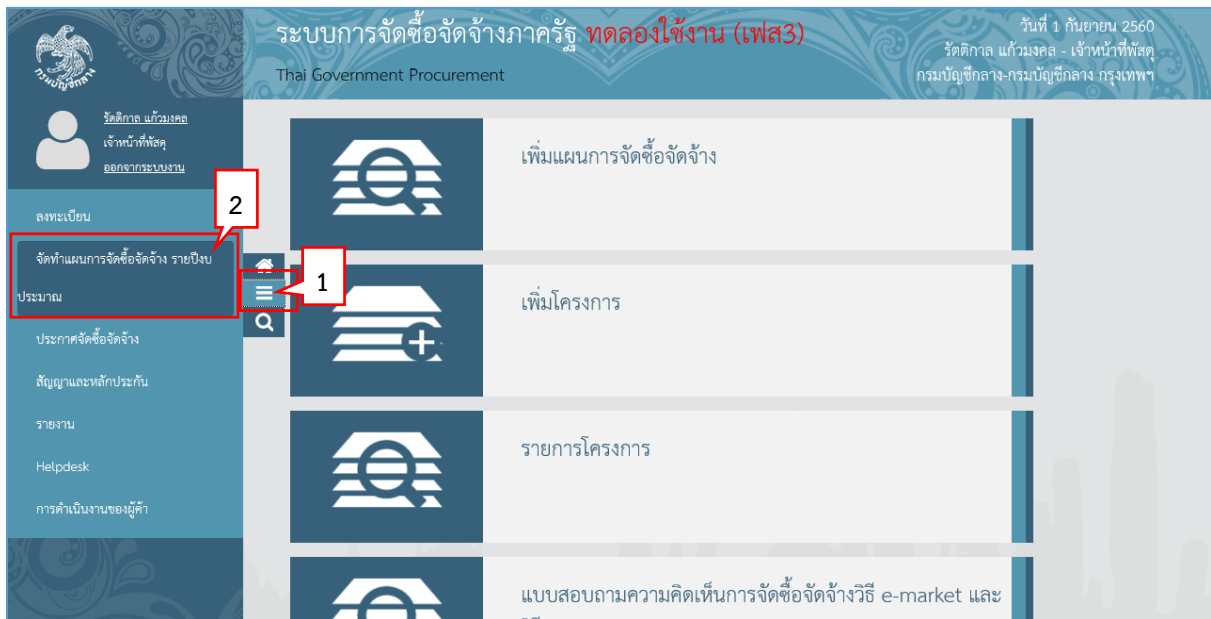 ระบบการจัดซื้อจัดจ้างภาครัฐ ทดลองใช้งาน (เฟส3)
Thai Government Procurement
วันที่ 1 กันยายน 2560
รัตติกาล แก้วมงคล - เจ้าหน้าที่พัสดุ
กรมบัญชีกลาง-กรมบัญชีกลาง กรุงเทพฯ
กรมบัญชีกลาง
รัตติกาล แก้วมงคล
เจ้าหน้าที่พัสดุ
ออกจากระบบงาน
2
ลงทะเบียน
จัดทำแผนการจัดซื้อจัดจ้าง รายปีงบ
ประมาณ
1
ประกาศจัดซื้อจัดจ้าง
สัญญาและหลักประกัน
รายงาน
Helpdesk
การดำเนินงานของผู้ค้า
เพิ่มแผนการจัดซื้อจัดจ้าง
เพิ่มโครงการ
รายการโครงการ
แบบสอบถามความคิดเห็นการจัดซื้อจัดจ้างวิธี e-market และ